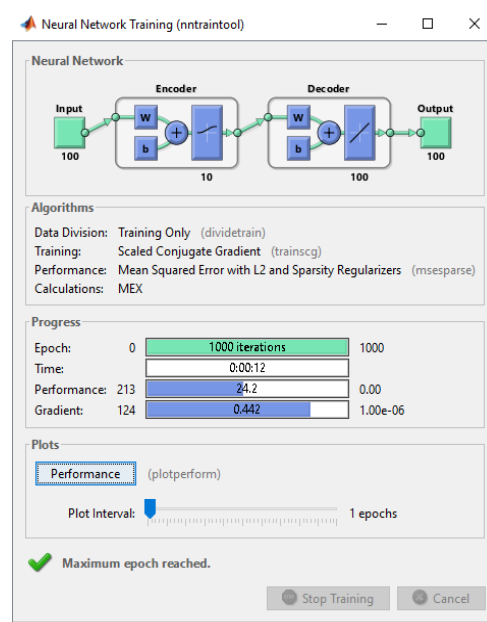 Neural Network Training (nntraintool)
Neural Network
Encoder Decoder
Input Output
W W
+ +
b b
100 10 100 100
Algorithms
Data Division: Training Only (dividetrain)
Training: Scaled Conjugate Gradient (trainscg)
Performance: Mean Squared Error with L2 and Sparsity Regularizers (msesparse)
Calculations: MEX
Progress
Epoch: 0 1000 iterations 1000
Time: 0:00:12
Performance: 213 24.2 0.00
Gradient: 124 0.442 1.00e-06
Plots
Performance (plotperform)
Plot Interval: 1 epochs
Maximum epoch reached.
Stop Training Cancel